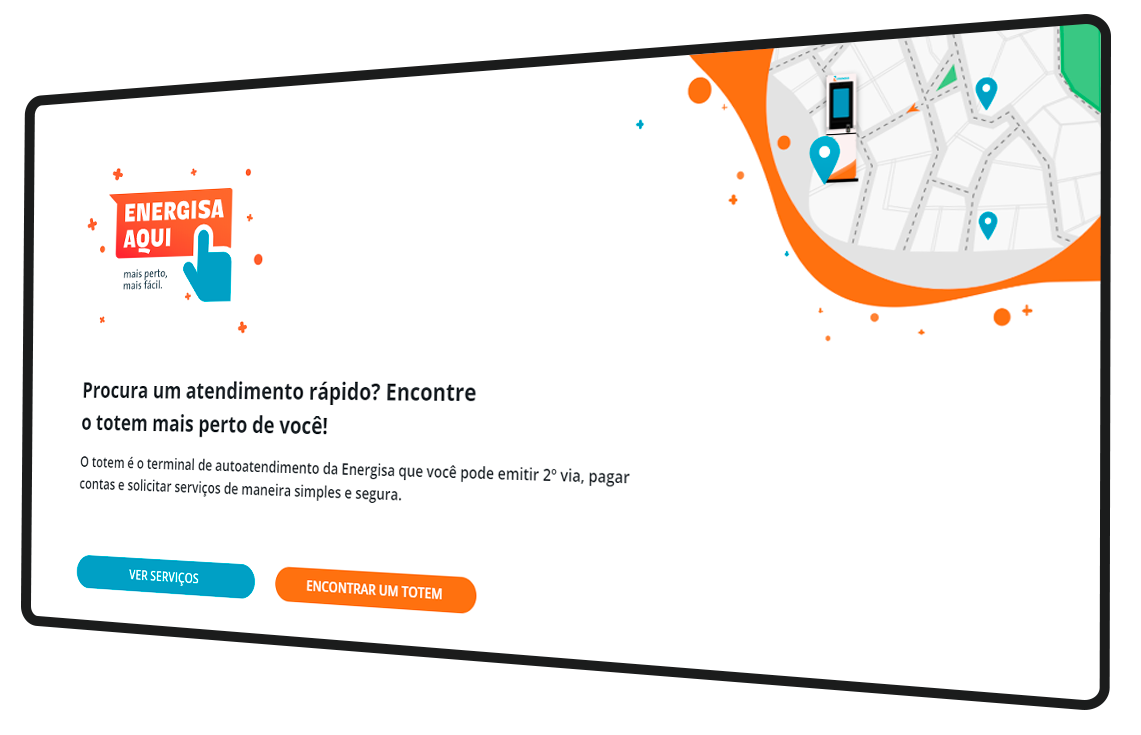 ENERGISA
AQUI
mais perto,
mais fácil.
Procura um atendimento rápido? Encontre
o totem mais perto de você!
O totem é o terminal de autoatendimento da Energisa que você pode emitir 2º via, pagar
contas e solicitar serviços de maneira simples e segura.
VER SERVIÇOS
ENCONTRAR UM TOTEM